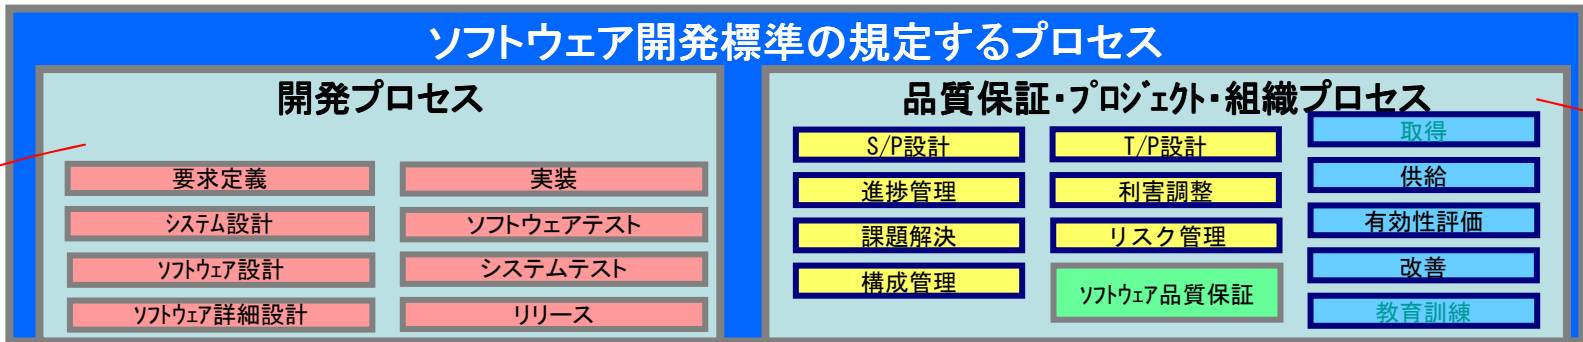 ソフトウェア開発標準の規定するプロセス
開発プロセス
要求定義
システム設計
ソフトウェア設計
ソフトウェア詳細設計
実装
ソフトウェアテスト
システムテスト
リリース
品質保証・プロジェクト・組織プロセス
S/P設計
進捗管理
課題解決
構成管理
T/P設計
利害調整
リスク管理
ソフトウェア品質保証
取得
供給
有効性評価
改善
教育訓練